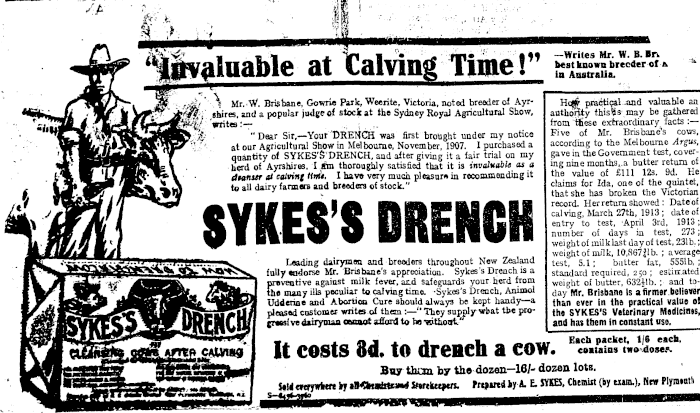 "Invaluable at Calving Time!"
—Writes Mr. W. B.
best known breeder of
in Australia.
Mr. W. Brisbane, Gowrie Park, Weerite, Victoria, noted breeder of Ayr-
shires, and a popular judge of stock at the Sydney Royal Agricultural Show,
writes :—
"Dear Sir,—Your DRENCH was first brought under my notice
at our Agricultural Show in Melbourne, November, 1907. I purchased a
quantity of SYKES'S DRENCH, and after giving it a fair trial on my
herd of Ayrshires, I am thoroughly satisfied that it is invaluable as a
cleanser at calving time. I have very much pleasure in recommending it
to all dairy farmers and breeders of stock."
SYKES'S DRENCH
Leading dairymen and breeders throughout New Zealand
fully endorse Mr. Brisbane's appreciation. Sykes's Drench is a
preventive against milk fever, and safeguards your herd from
the many ills peculiar to calving time. Sykes's Drench, Animol
Udderine and Abortion Cure should always be kept handy—a
pleased customer writes of them :—"They supply what the pro-
gressive dairyman cannot afford to be without."
How practical and valuable an
authority this is may be gathered
from these extraordinary facts :—
Five of Mr. Brisbane's cows,
according to the Melbourne Argus,
gave in the Government test, cover-
ing nine months, a butter return of
the value of £111 12s. 9d. He
claims for Ida, one of the quintet,
that she has broken the Victorian
record. Her return showed : Date of
calving, March 27th, 1913 ; date of
entry to test, April 3rd, 1913 ;
number of days in test, 273 ;
weight of milk last day of test, 23lb. ;
weight of milk, 10,867¾lb. ; average
test, 5.1 ; butter fat, 555lb. ;
standard required, 250 ; estimated
weight of butter, 632¾lb. ; and to-
day Mr. Brisbane is a firmer believer
than ever in the practical value of
the SYKES'S Veterinary Medicines,
and has them in constant use.
SYKES'S DRENCH
CLEANSING COWS AFTER CALVING
It costs 8d. to drench a cow.
Each packet, 1/6 each,
contains two doses.
Buy them by the dozen—16/- dozen lots.
Sold everywhere by all Chemists and Storekeepers. Prepared by A. E. SYKES, Chemist (by exam.), New Plymouth